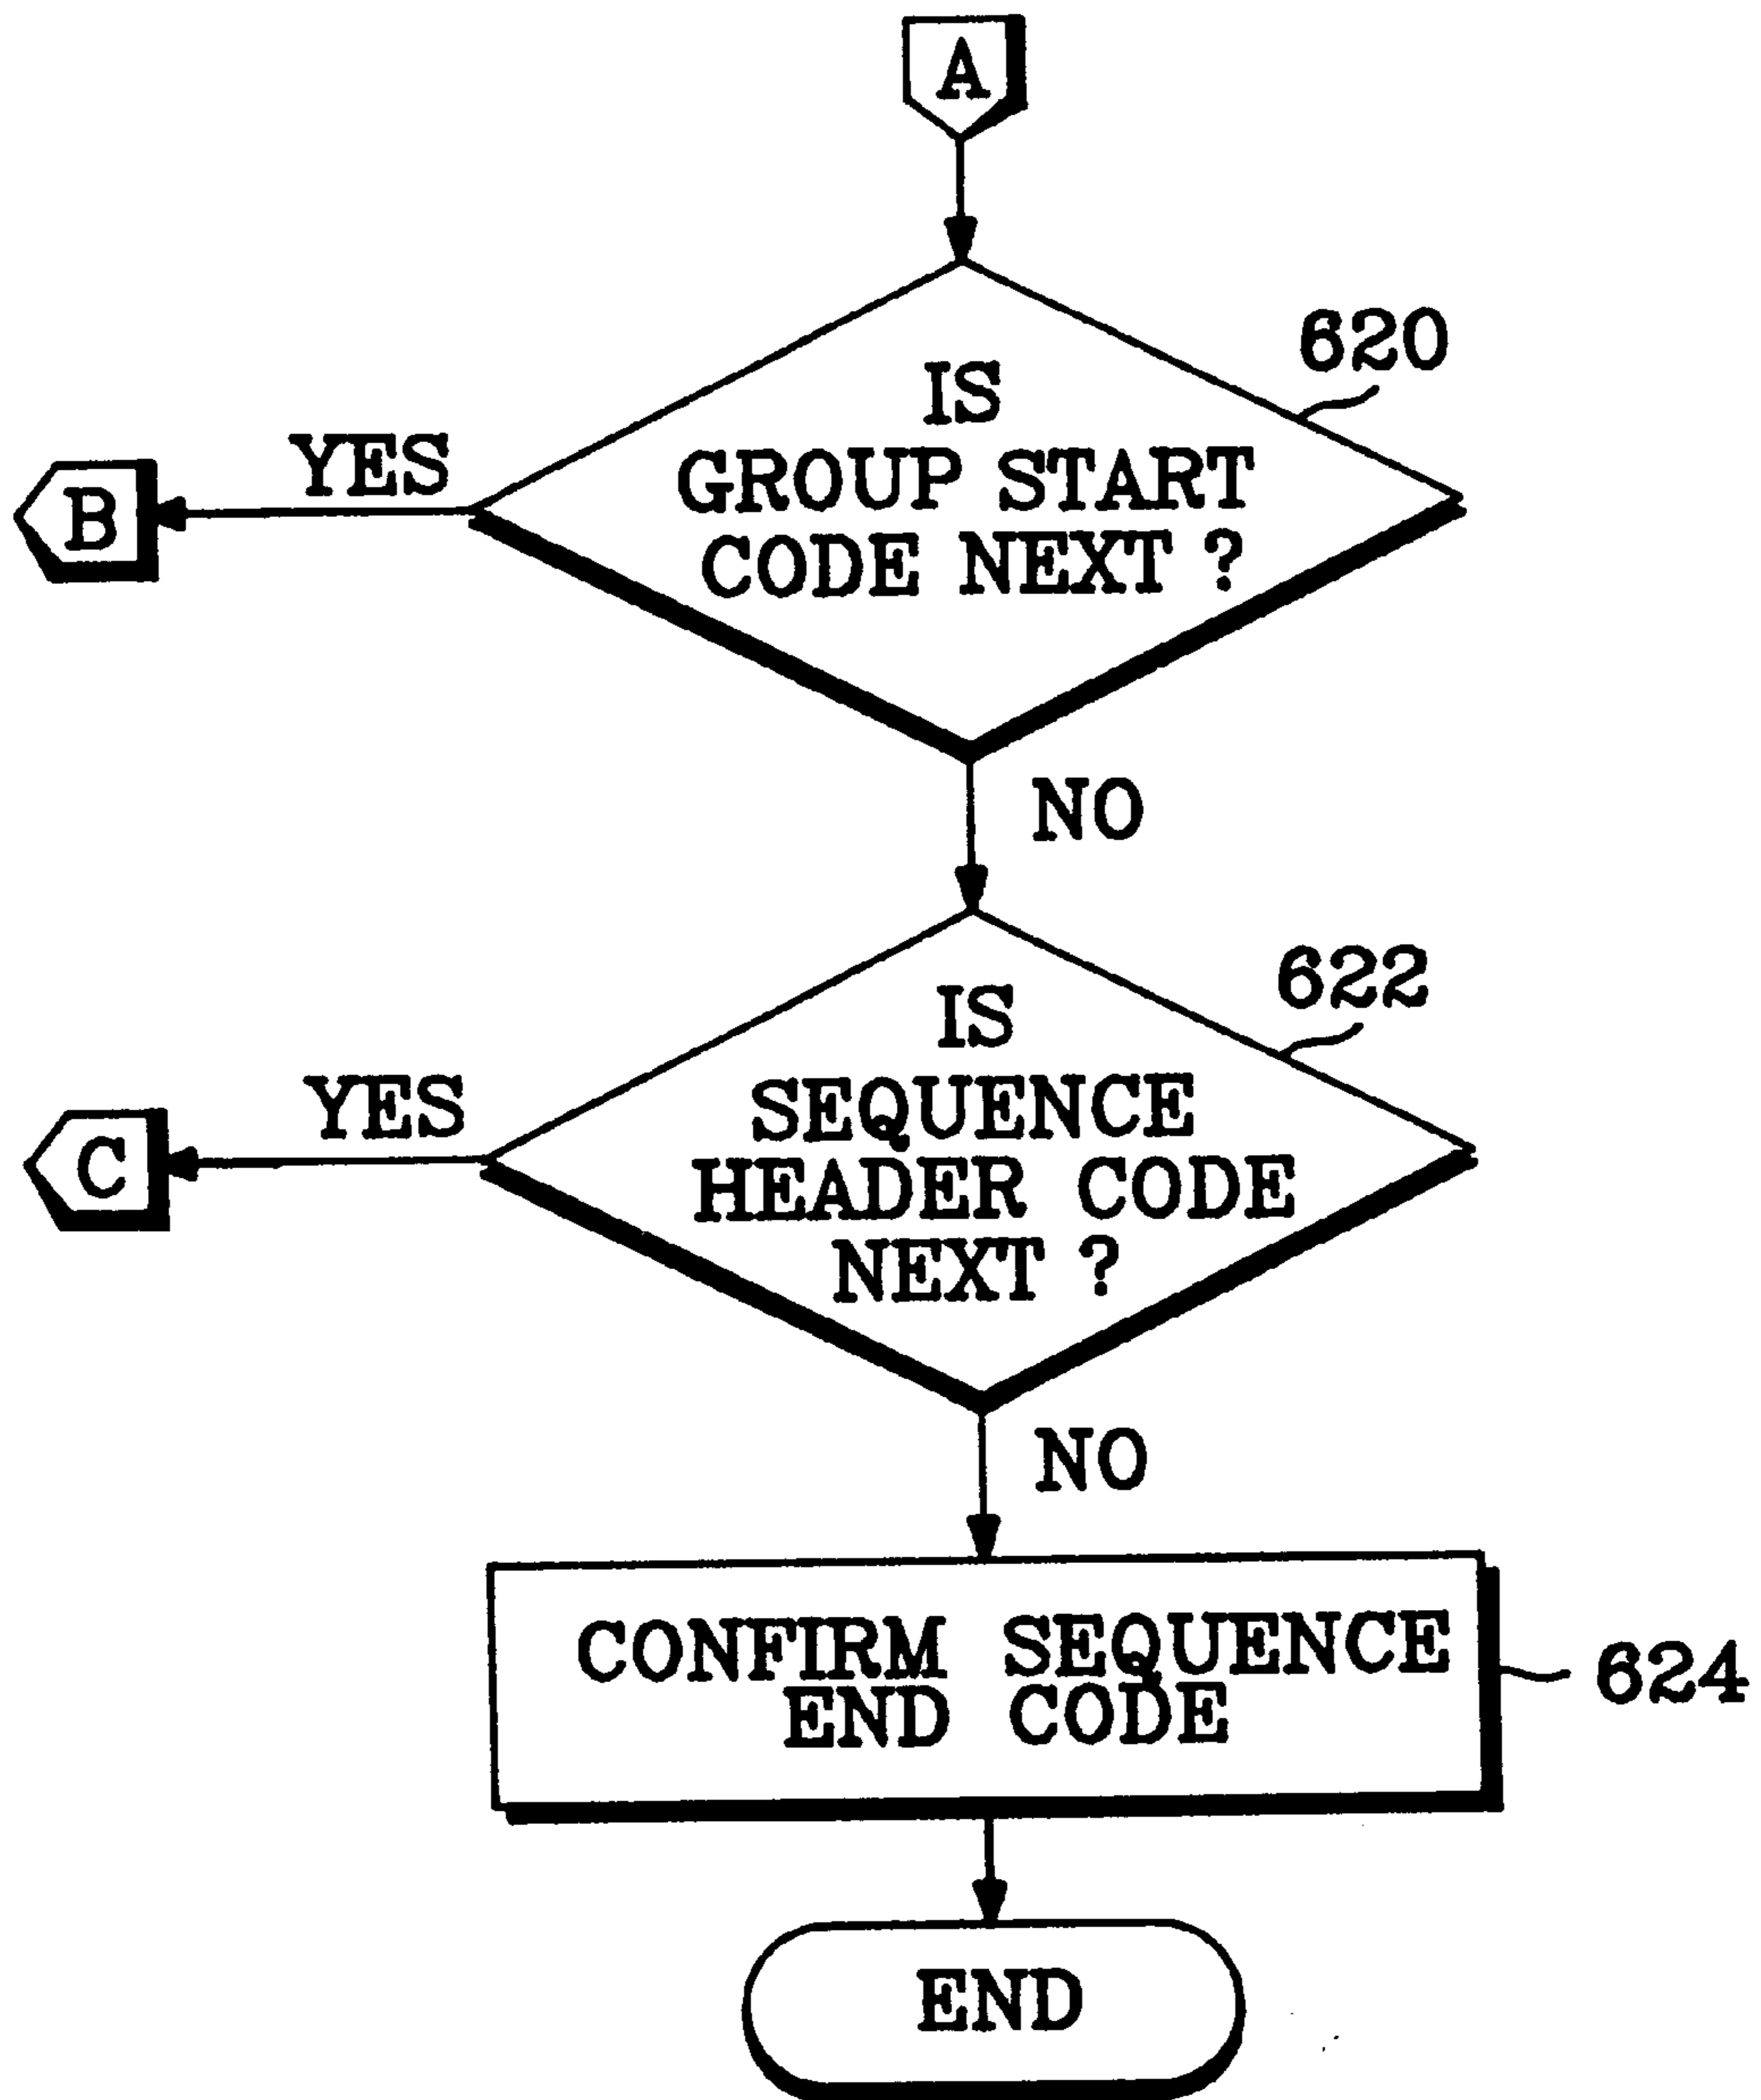 A
620
IS
GROUP START
CODE NEXT ?
YES
B
NO
622
IS
SEQUENCE
HEADER CODE
NEXT ?
YES
C
NO
CONFIRM SEQUENCE
END CODE
624
END